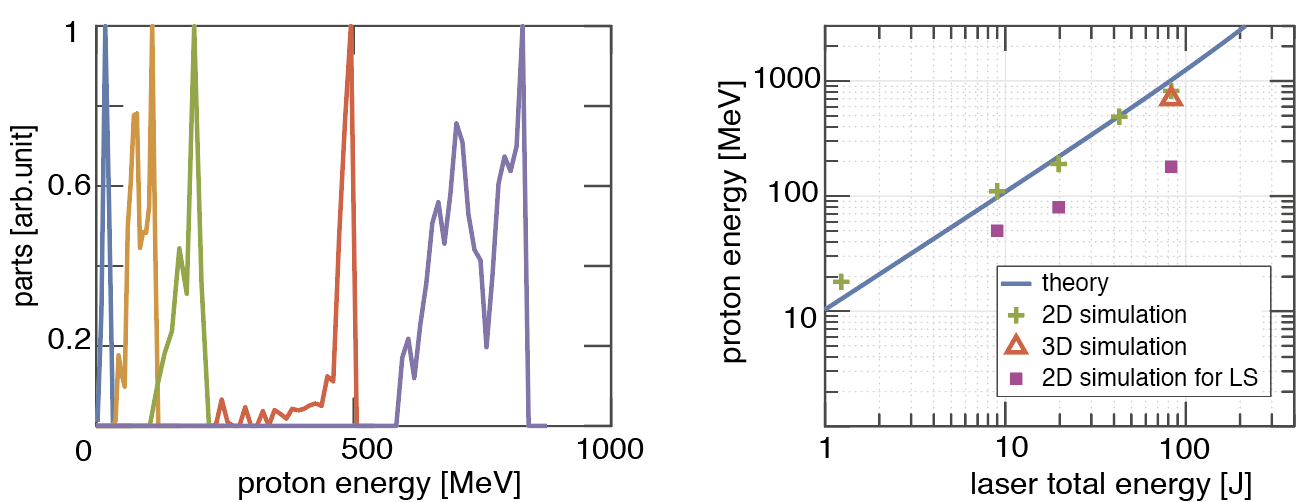 1
0.6
0.2
parts [arb.unit]
0
500
1000
proton energy [MeV]
1000
100
10
proton energy [MeV]
theory
2D simulation
3D simulation
2D simulation for LS
1
10
100
laser total energy [J]